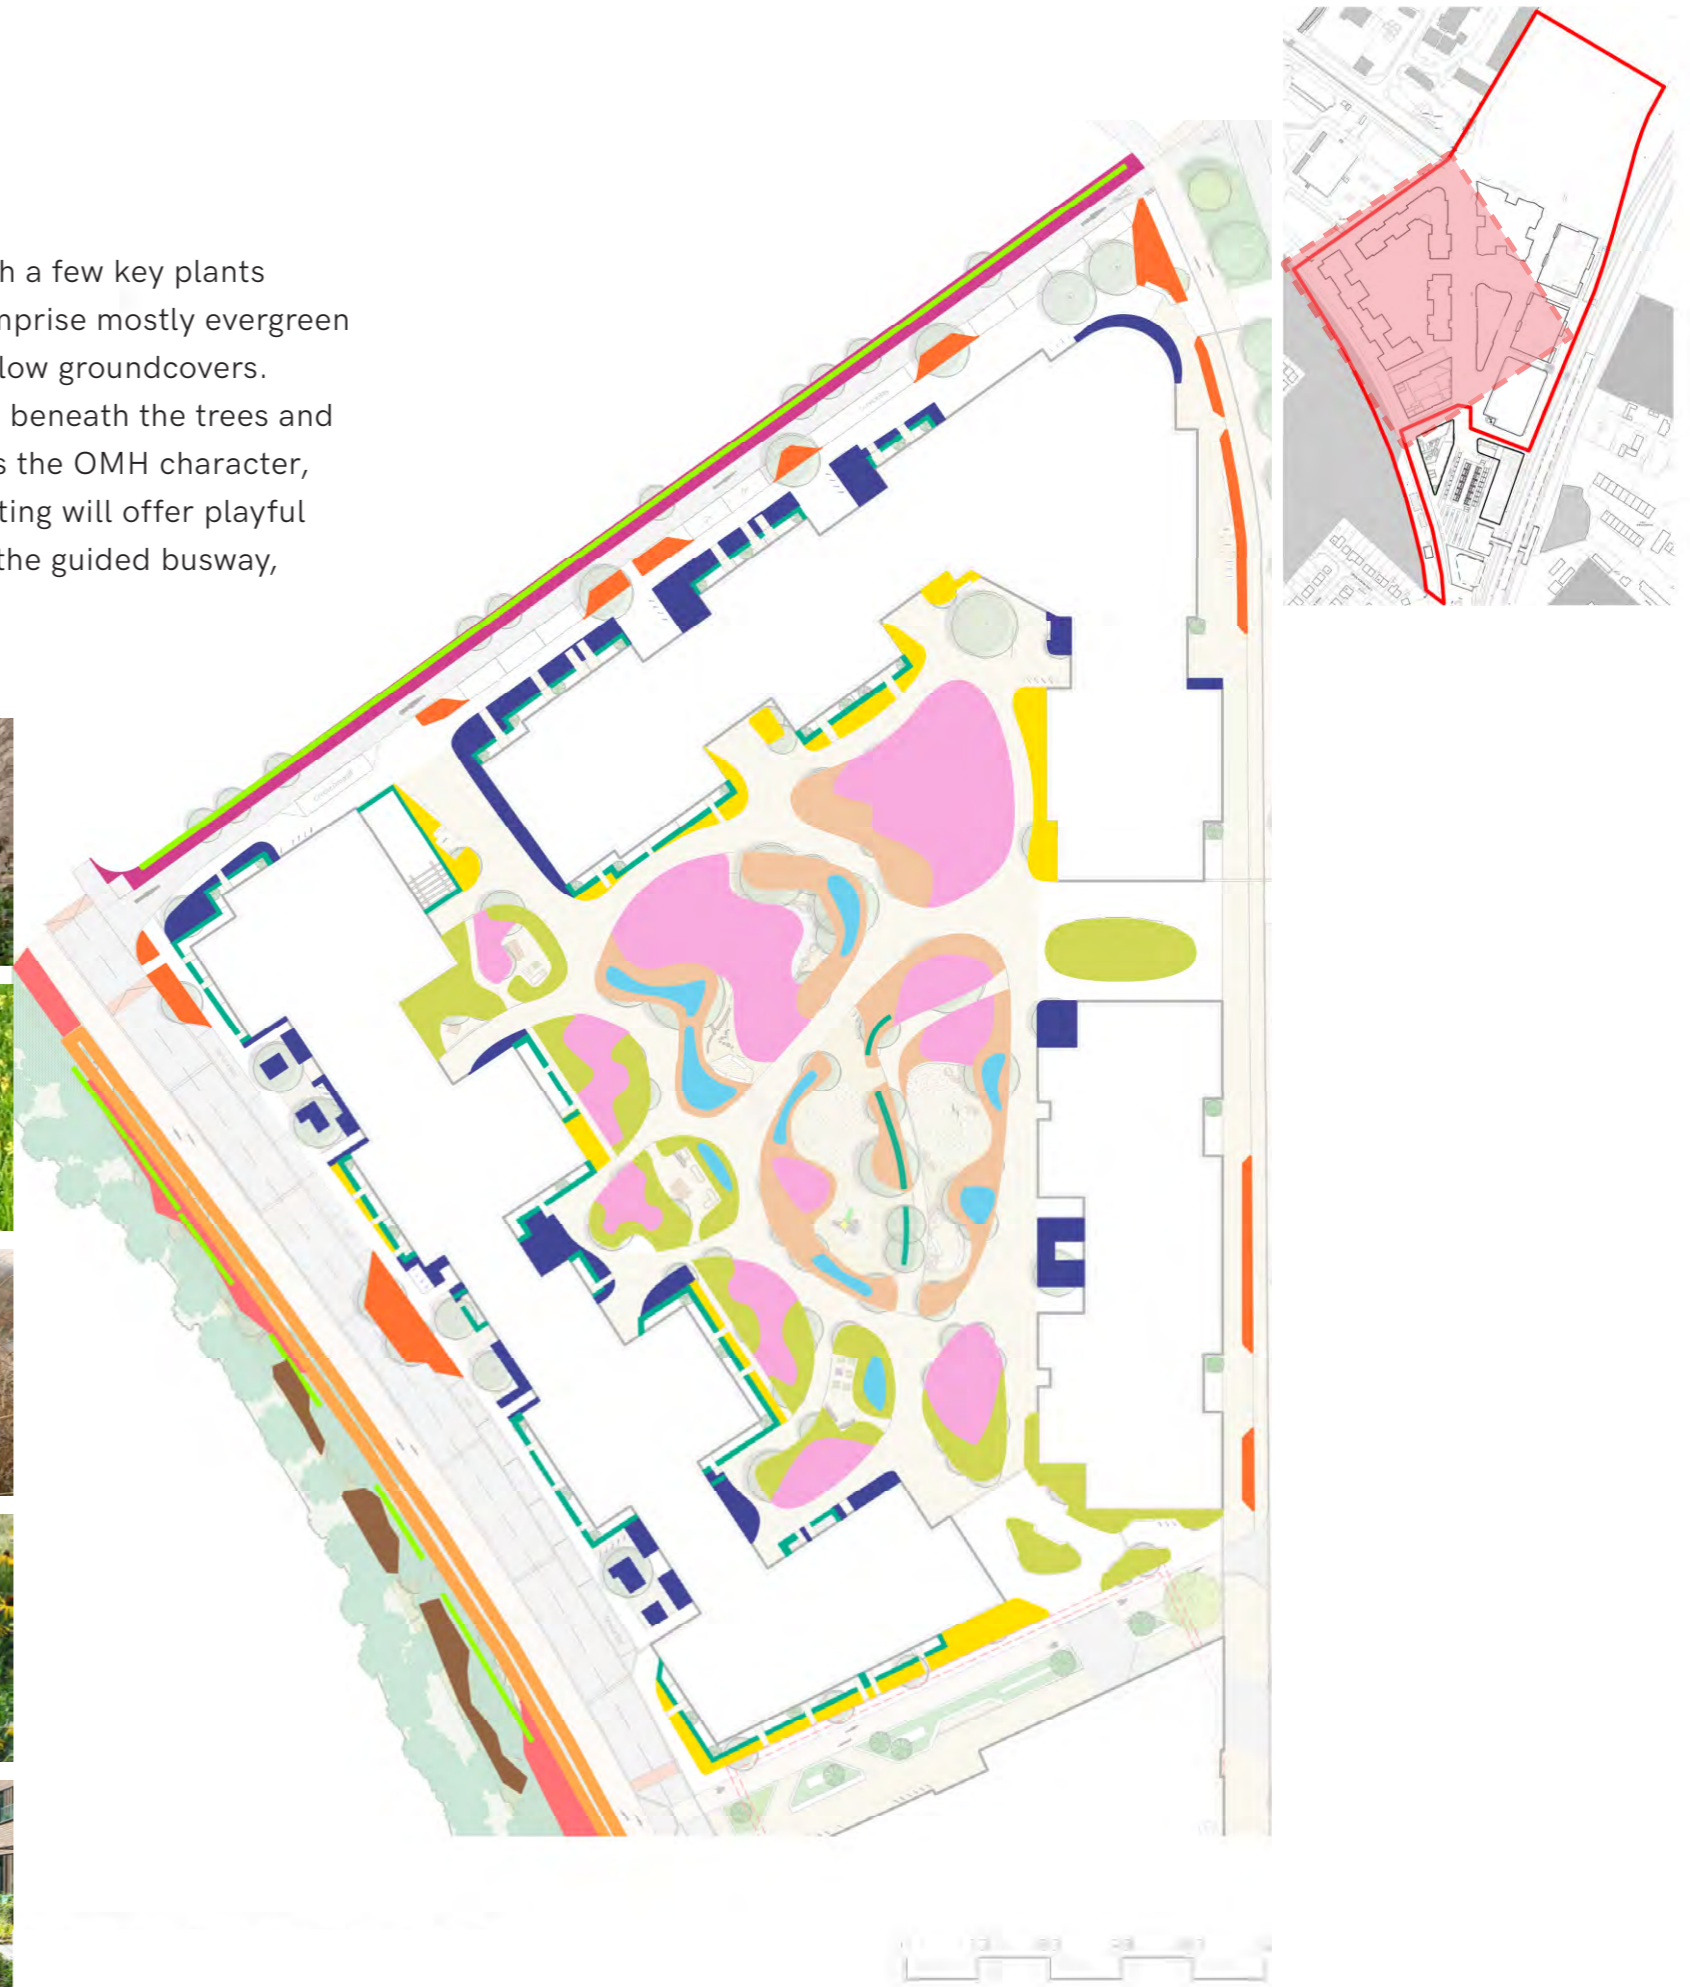 h a few key plants
mprise mostly evergreen
low groundcovers.
beneath the trees and
s the OMH character,
ting will offer playful
the guided busway,